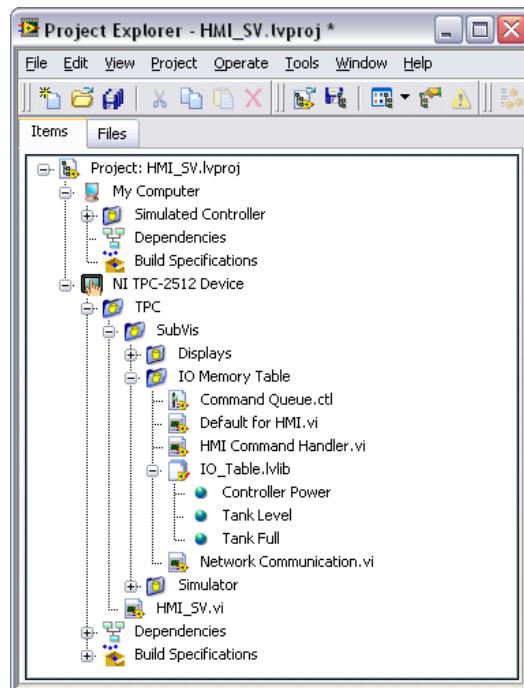 Project Explorer - HMI_SV.lvproj *
File Edit View Project Operate Tools Window Help
Items Files
Project: HMI_SV.lvproj
My Computer
Simulated Controller
Dependencies
Build Specifications
NI TPC-2512 Device
TPC
SubVis
Displays
IO Memory Table
Command Queue.ctl
Default for HMI.vi
HMI Command Handler.vi
IO_Table.lvlib
Controller Power
Tank Level
Tank Full
Network Communication.vi
Simulator
HMI_SV.vi
Dependencies
Build Specifications